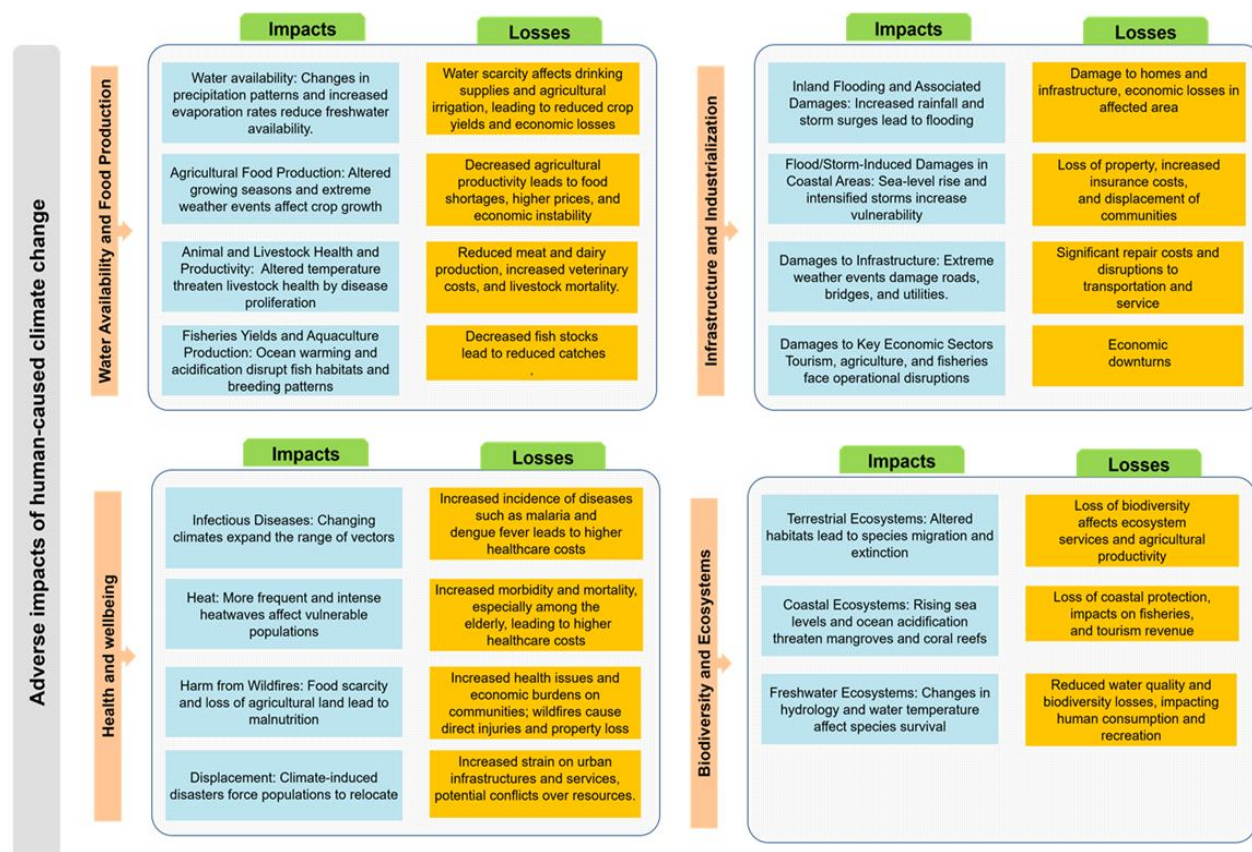 Adverse impacts of human-caused climate change
Water Availability and Food Production
Impacts
Losses
Water availability: Changes in
precipitation patterns and increased
evaporation rates reduce freshwater
availability.
Water scarcity affects drinking
supplies and agricultural
irrigation, leading to reduced crop
yields and economic losses
Agricultural Food Production: Altered
growing seasons and extreme
weather events affect crop growth
Decreased agricultural
productivity leads to food
shortages, higher prices, and
economic instability
Animal and Livestock Health and
Productivity: Altered temperature
threaten livestock health by disease
proliferation
Reduced meat and dairy
production, increased veterinary
costs, and livestock mortality.
Fisheries Yields and Aquaculture
Production: Ocean warming and
acidification disrupt fish habitats and
breeding patterns
Decreased fish stocks
lead to reduced catches
.
Infrastructure and Industrialization
Impacts
Losses
Inland Flooding and Associated
Damages: Increased rainfall and
storm surges lead to flooding
Damage to homes and
infrastructure, economic losses in
affected area
Flood/Storm-Induced Damages in
Coastal Areas: Sea-level rise and
intensified storms increase
vulnerability
Loss of property, increased
insurance costs,
and displacement of
communities
Damages to Infrastructure: Extreme
weather events damage roads,
bridges, and utilities.
Significant repair costs and
disruptions to
transportation and
service
Damages to Key Economic Sectors
Tourism, agriculture, and fisheries
face operational disruptions
Economic
downturns
Health and wellbeing
Impacts
Losses
Infectious Diseases: Changing
climates expand the range of vectors
Increased incidence of diseases
such as malaria and
dengue fever leads to higher
healthcare costs
Heat: More frequent and intense
heatwaves affect vulnerable
populations
Increased morbidity and mortality,
especially among the
elderly, leading to higher
healthcare costs
Harm from Wildfires: Food scarcity
and loss of agricultural land lead to
malnutrition
Increased health issues and
economic burdens on
communities; wildfires cause
direct injuries and property loss
Displacement: Climate-induced
disasters force populations to relocate
Increased strain on urban
infrastructures and services,
potential conflicts over resources.
Biodiversity and Ecosystems
Impacts
Losses
Terrestrial Ecosystems: Altered
habitats lead to species migration and
extinction
Loss of biodiversity
affects ecosystem
services and agricultural
productivity
Coastal Ecosystems: Rising sea
levels and ocean acidification
threaten mangroves and coral reefs
Loss of coastal protection,
impacts on fisheries,
and tourism revenue
Freshwater Ecosystems: Changes in
hydrology and water temperature
affect species survival
Reduced water quality and
biodiversity losses, impacting
human consumption and
recreation